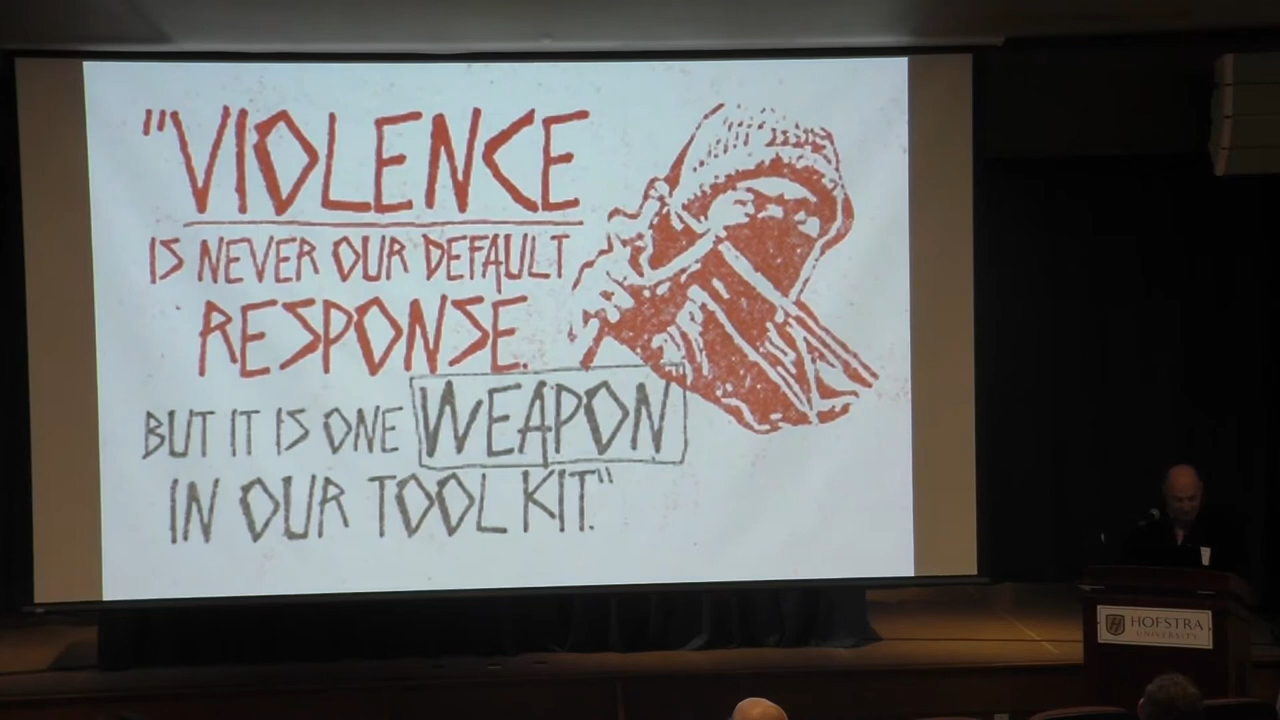 "VIOLENCE
IS NEVER OUR DEFAULT
RESPONSE.
BUT IT IS ONE WEAPON
IN OUR TOOL KIT."
HOFSTRA
UNIVERSITY